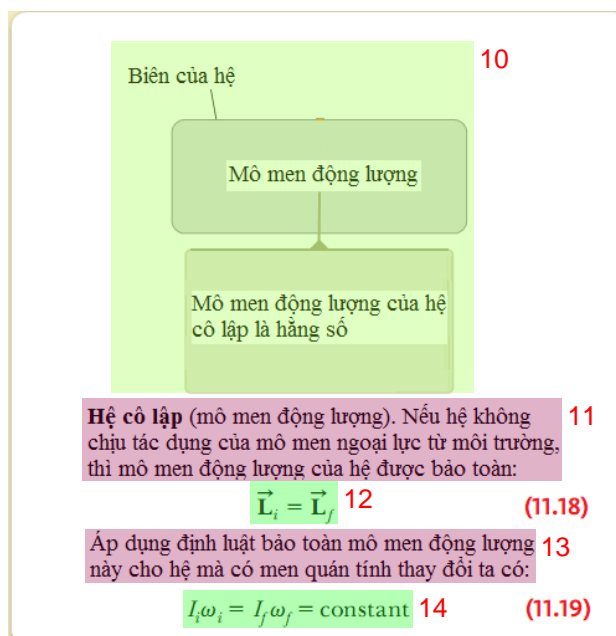 10
Biên của hệ
Mô men động lượng
Mô men động lượng của hệ
cô lập là hằng số
Hệ cô lập (mô men động lượng). Nếu hệ không 11
chịu tác dụng của mô men ngoại lực từ môi trường,
thì mô men động lượng của hệ được bảo toàn:
L⃗ᵢ = L⃗_f 12 (11.18)
Áp dụng định luật bảo toàn mô men động lượng 13
này cho hệ mà có men quán tính thay đổi ta có:
Iᵢωᵢ = I_fω_f = constant 14 (11.19)